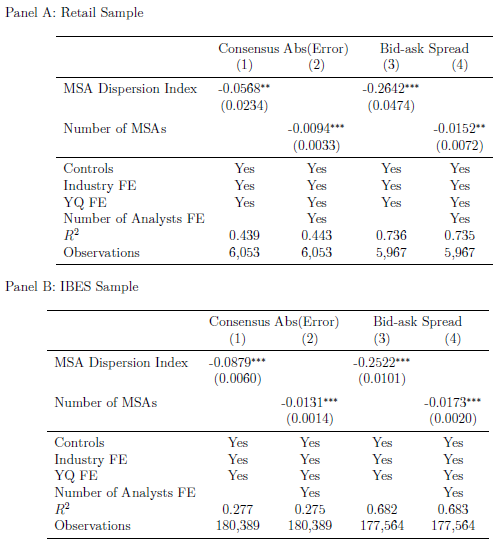 Panel A: Retail Sample
Consensus Abs(Error) Bid-ask Spread
(1) (2) (3) (4)
MSA Dispersion Index -0.0568** -0.2642***
(0.0234) (0.0474)
Number of MSAs -0.0094*** -0.0152**
(0.0033) (0.0072)
Controls Yes Yes Yes Yes
Industry FE Yes Yes Yes Yes
YQ FE Yes Yes Yes Yes
Number of Analysts FE Yes Yes
R² 0.439 0.443 0.736 0.735
Observations 6,053 6,053 5,967 5,967
Panel B: IBES Sample
Consensus Abs(Error) Bid-ask Spread
(1) (2) (3) (4)
MSA Dispersion Index -0.0879*** -0.2522***
(0.0060) (0.0101)
Number of MSAs -0.0131*** -0.0173***
(0.0014) (0.0020)
Controls Yes Yes Yes Yes
Industry FE Yes Yes Yes Yes
YQ FE Yes Yes Yes Yes
Number of Analysts FE Yes Yes
R² 0.277 0.275 0.682 0.683
Observations 180,389 180,389 177,564 177,564